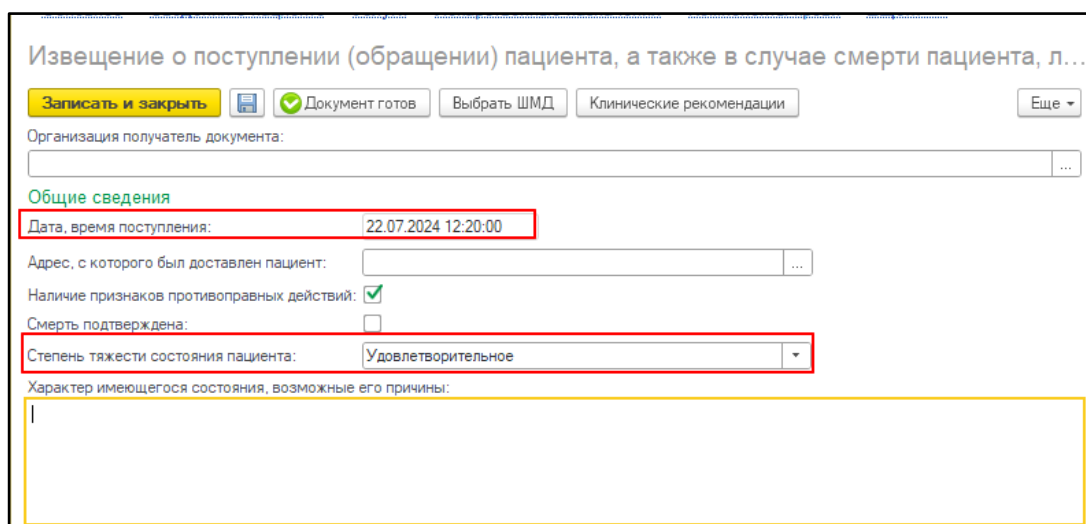 Извещение о поступлении (обращении) пациента, а также в случае смерти пациента, л...
Записать и закрыть Документ готов Выбрать ШМД Клинические рекомендации Еще
Организация получатель документа:
...
Общие сведения
Дата, время поступления: 22.07.2024 12:20:00
Адрес, с которого был доставлен пациент: ...
Наличие признаков противоправных действий:
Смерть подтверждена:
Степень тяжести состояния пациента: Удовлетворительное
Характер имеющегося состояния, возможные его причины: